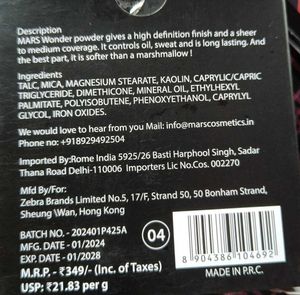 Description
MARS Wonder powder gives a high definition finish and a sheer
to medium coverage. It controls oil, sweat and is long lasting. And
the best part, it is softer than a marshmallow !
Ingredients
TALC, MICA, MAGNESIUM STEARATE, KAOLIN, CAPRYLIC/CAPRIC
TRIGLYCERIDE, DIMETHICONE, MINERAL OIL, ETHYLHEXYL
PALMITATE, POLYISOBUTENE, PHENOXYETHANOL, CAPRYLYL
GLYCOL, IRON OXIDES.
We would love to hear from you Mail at info@marscosmetics.in
Phone no: +918929492504
Imported By:Rome India 5925/26 Basti Harphool Singh, Sadar
Thana Road Delhi-110006 Importers Lic No.Cos. 002270
Mfd By/For:
Zebra Brands Limited No.5, 17/F, Strand 50, 50 Bonham Strand,
Sheung Wan, Hong Kong
BATCH NO. - 202401P425A
MFG. DATE - 01/2024
EXP. DATE - 01/2028
M.R.P. - ₹349/- (Inc. of Taxes)
USP: ₹21.83 per g
04
8 904386 104692
MADE IN P.R.C.